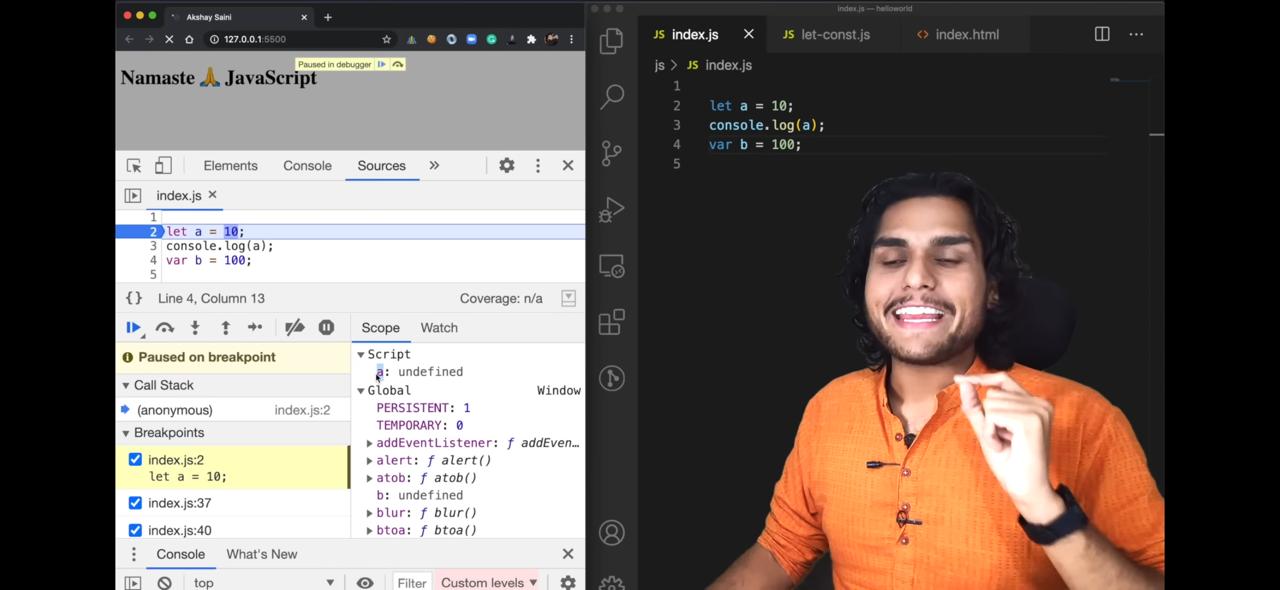 Akshay Saini
127.0.0.1:5500
Paused in debugger
Namaste 🙏 JavaScript
Elements Console Sources
index.js
1
2 let a = 10;
3 console.log(a);
4 var b = 100;
5
{} Line 4, Column 13 Coverage: n/a
Scope Watch
Paused on breakpoint
Call Stack
(anonymous) index.js:2
Breakpoints
index.js:2
let a = 10;
index.js:37
index.js:40
Script
a: undefined
Global Window
PERSISTENT: 1
TEMPORARY: 0
addEventListener: ƒ addEven…
alert: ƒ alert()
atob: ƒ atob()
b: undefined
blur: ƒ blur()
btoa: ƒ btoa()
Console What's New
top Filter Custom levels
index.js — helloworld
JS index.js JS let-const.js <> index.html
js > JS index.js
1
2 let a = 10;
3 console.log(a);
4 var b = 100;
5